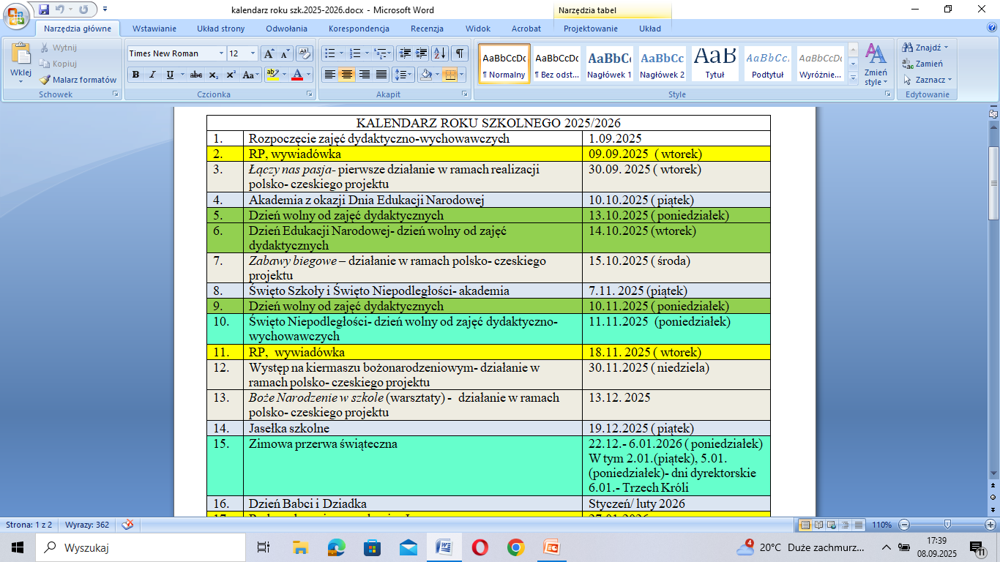 kalendarz roku szk.2025-2026.docx - Microsoft Word
Narzędzia tabel
Narzędzia główne Wstawianie Układ strony Odwołania Korespondencja Recenzja Widok Acrobat Projektowanie Układ
Wklej
Wytnij
Kopiuj
Malarz formatów
Schowek
Times New Roman 12
B I U abc x₂ x² Aa
Czcionka
Akapit
AaBbCcDc AaBbCcDc AaBbCc AaBbCc AaB AaBbCc. AaBbCcDc
¶ Normalny ¶ Bez odst... Nagłówek 1 Nagłówek 2 Tytuł Podtytuł Wyróżnie...
Zmień style
Style
Znajdź
Zamień
Zaznacz
Edytowanie
KALENDARZ ROKU SZKOLNEGO 2025/2026
1. Rozpoczęcie zajęć dydaktyczno-wychowawczych 1.09.2025
2. RP, wywiadówka 09.09.2025 ( wtorek)
3. Łączy nas pasja- pierwsze działanie w ramach realizacji 30.09. 2025 ( wtorek)
polsko- czeskiego projektu
4. Akademia z okazji Dnia Edukacji Narodowej 10.10.2025 ( piątek)
5. Dzień wolny od zajęć dydaktycznych 13.10.2025 ( poniedziałek)
6. Dzień Edukacji Narodowej- dzień wolny od zajęć 14.10.2025 (wtorek)
dydaktycznych
7. Zabawy biegowe – działanie w ramach polsko- czeskiego 15.10.2025 ( środa)
projektu
8. Święto Szkoły i Święto Niepodległości- akademia 7.11. 2025 (piątek)
9. Dzień wolny od zajęć dydaktycznych 10.11.2025 ( poniedziałek)
10. Święto Niepodległości- dzień wolny od zajęć dydaktyczno- 11.11.2025 (poniedziałek)
wychowawczych
11. RP, wywiadówka 18.11. 2025 ( wtorek)
12. Występ na kiermaszu bożonarodzeniowym- działanie w 30.11.2025 ( niedziela)
ramach polsko- czeskiego projektu
13. Boże Narodzenie w szkole (warsztaty) - działanie w ramach 13.12. 2025
polsko- czeskiego projektu
14. Jasełka szkolne 19.12.2025 ( piątek)
15. Zimowa przerwa świąteczna 22.12.- 6.01.2026 ( poniedziałek)
W tym 2.01.(piątek), 5.01.
(poniedziałek)- dni dyrektorskie
6.01.- Trzech Króli
16. Dzień Babci i Dziadka Styczeń/ luty 2026
Strona: 1 z 2 Wyrazy: 362 110%
Wyszukaj 4 20°C Duże zachmurz... 17:39
08.09.2025 11